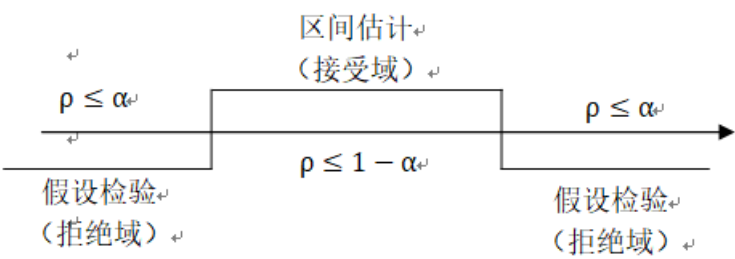 区间估计
（接受域）
ρ ≤ α
ρ ≤ α
ρ ≤ 1 − α
假设检验
（拒绝域）
假设检验
（拒绝域）